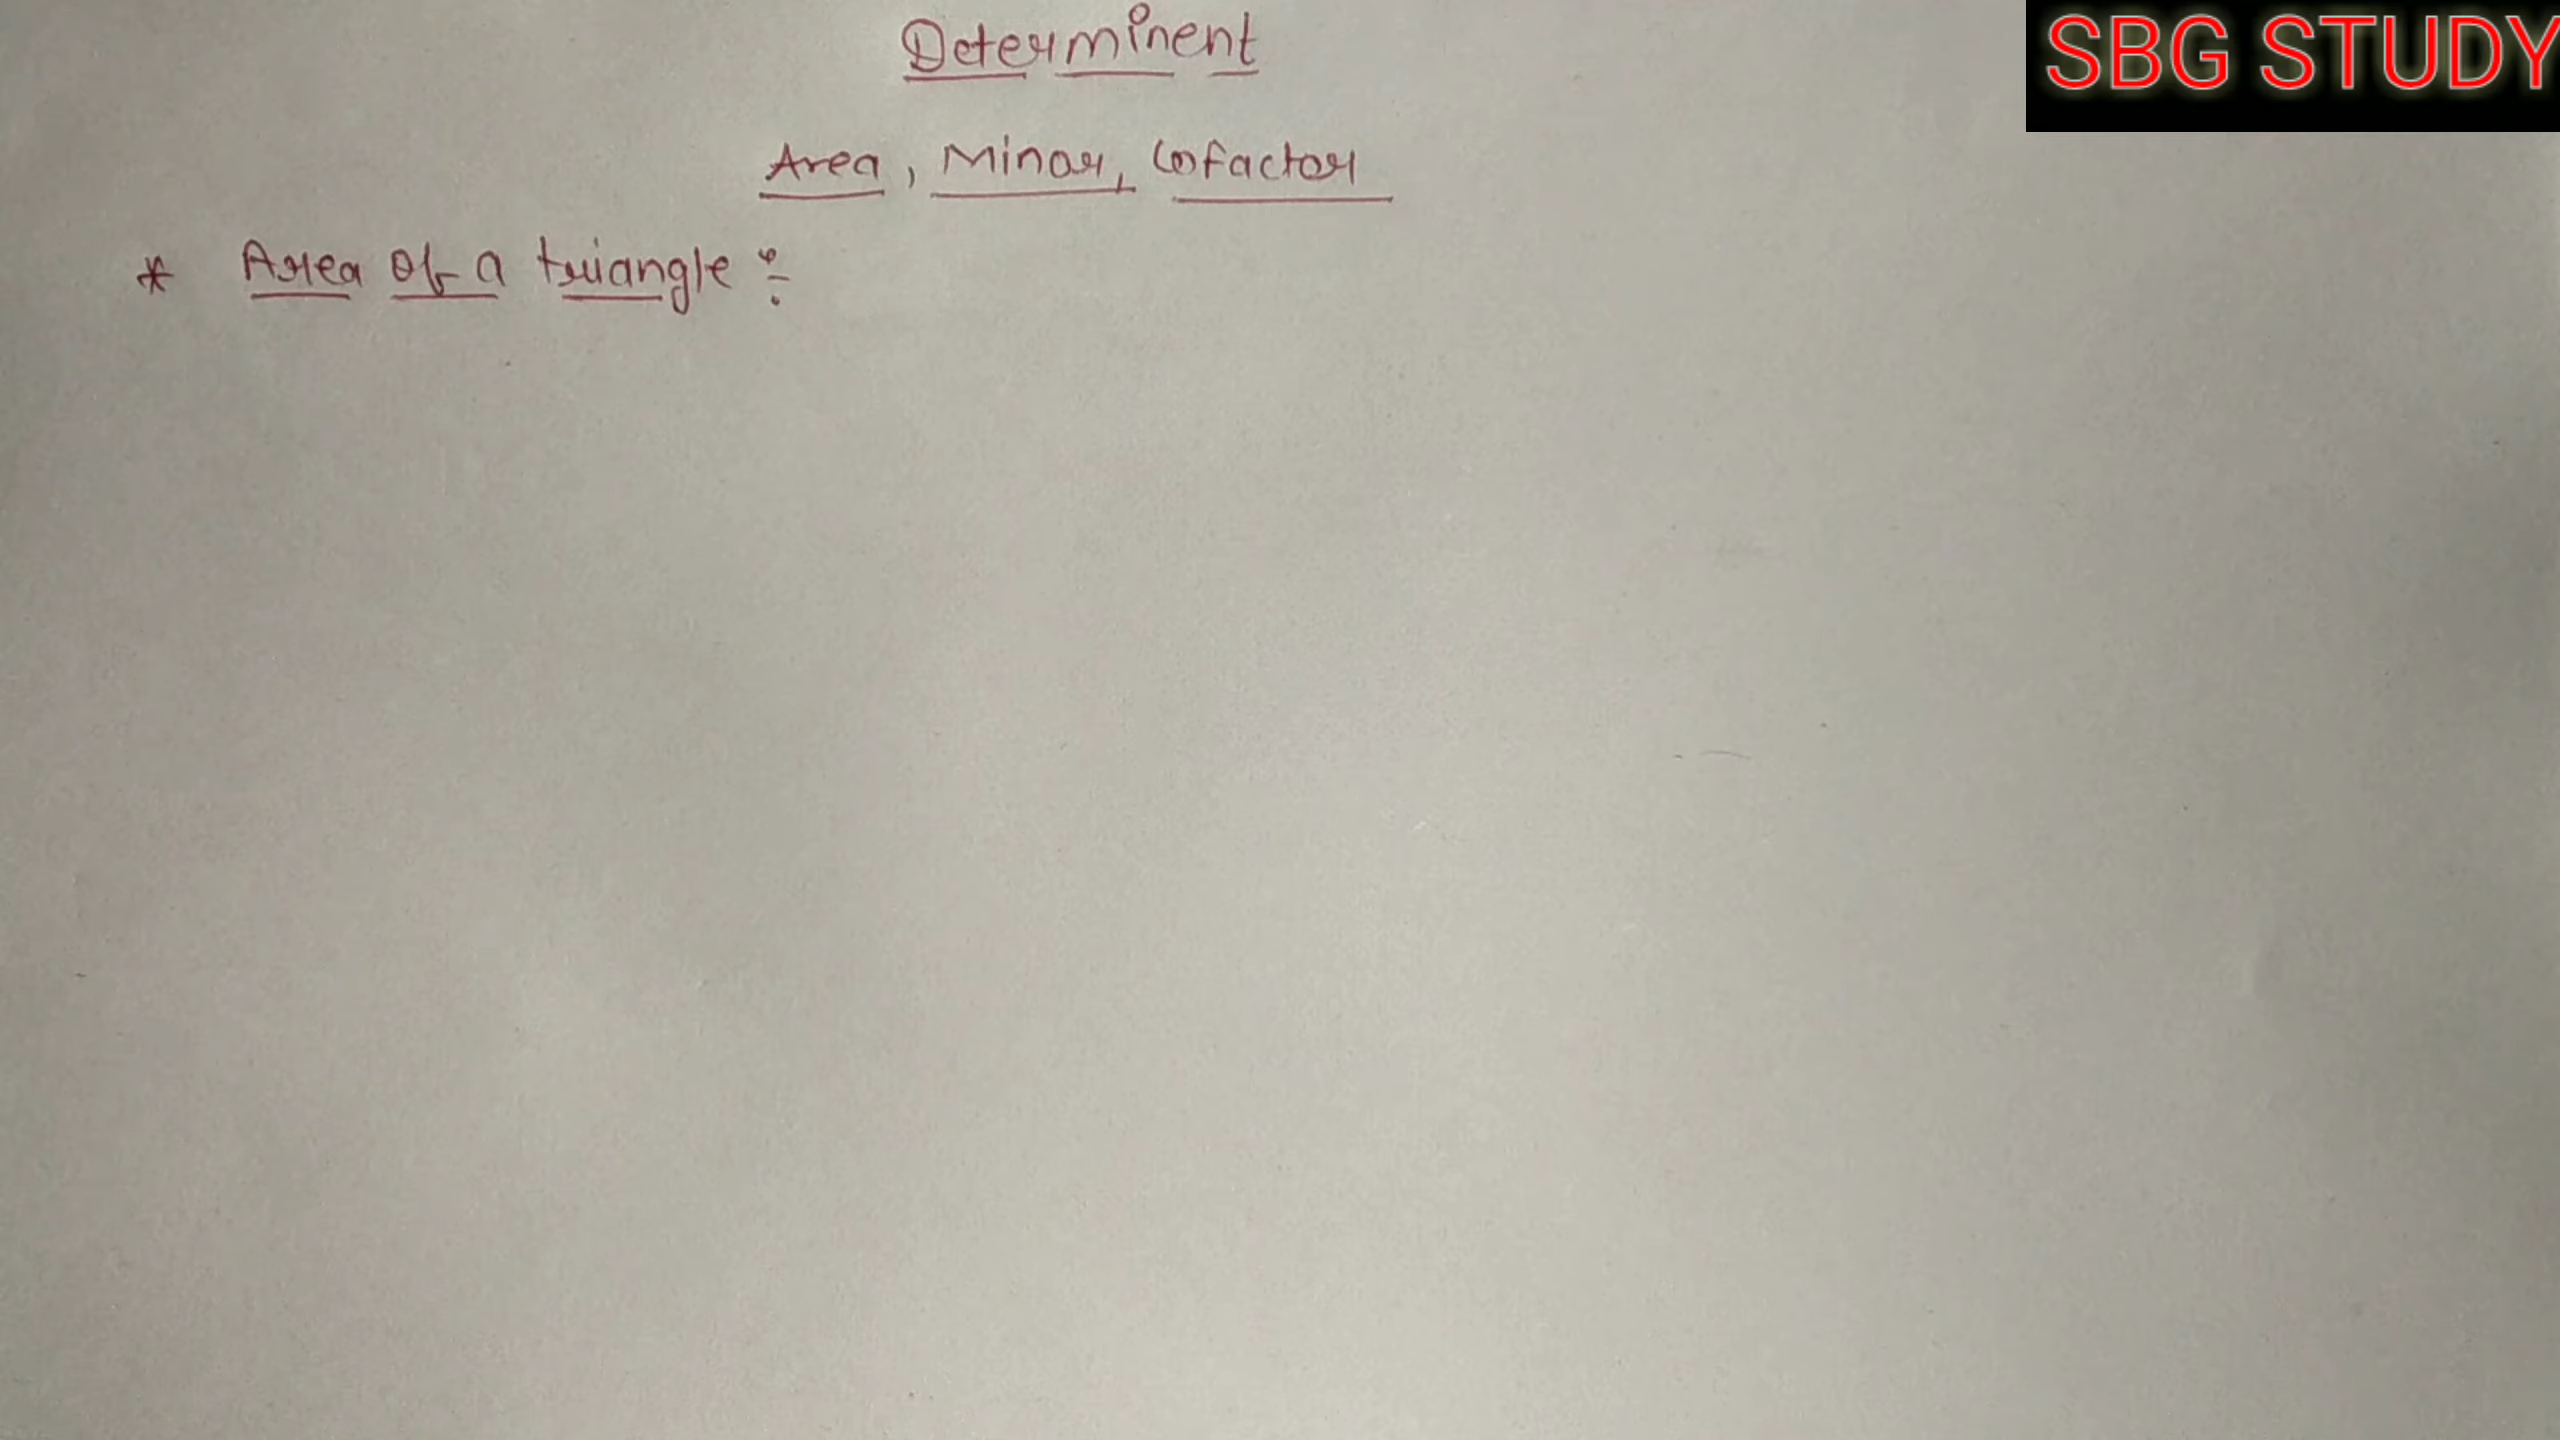 Determinent
SBG STUDY
Area, Minor, Cofactor
* Area of a triangle :-